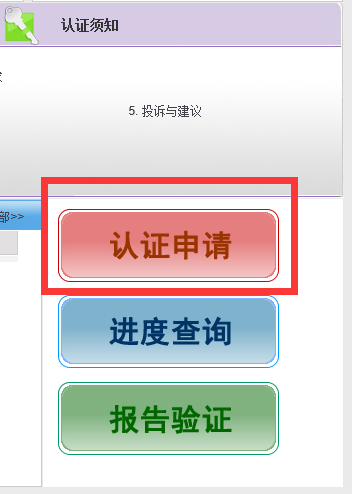 认证须知
5. 投诉与建议
部>>
认证申请
进度查询
报告验证